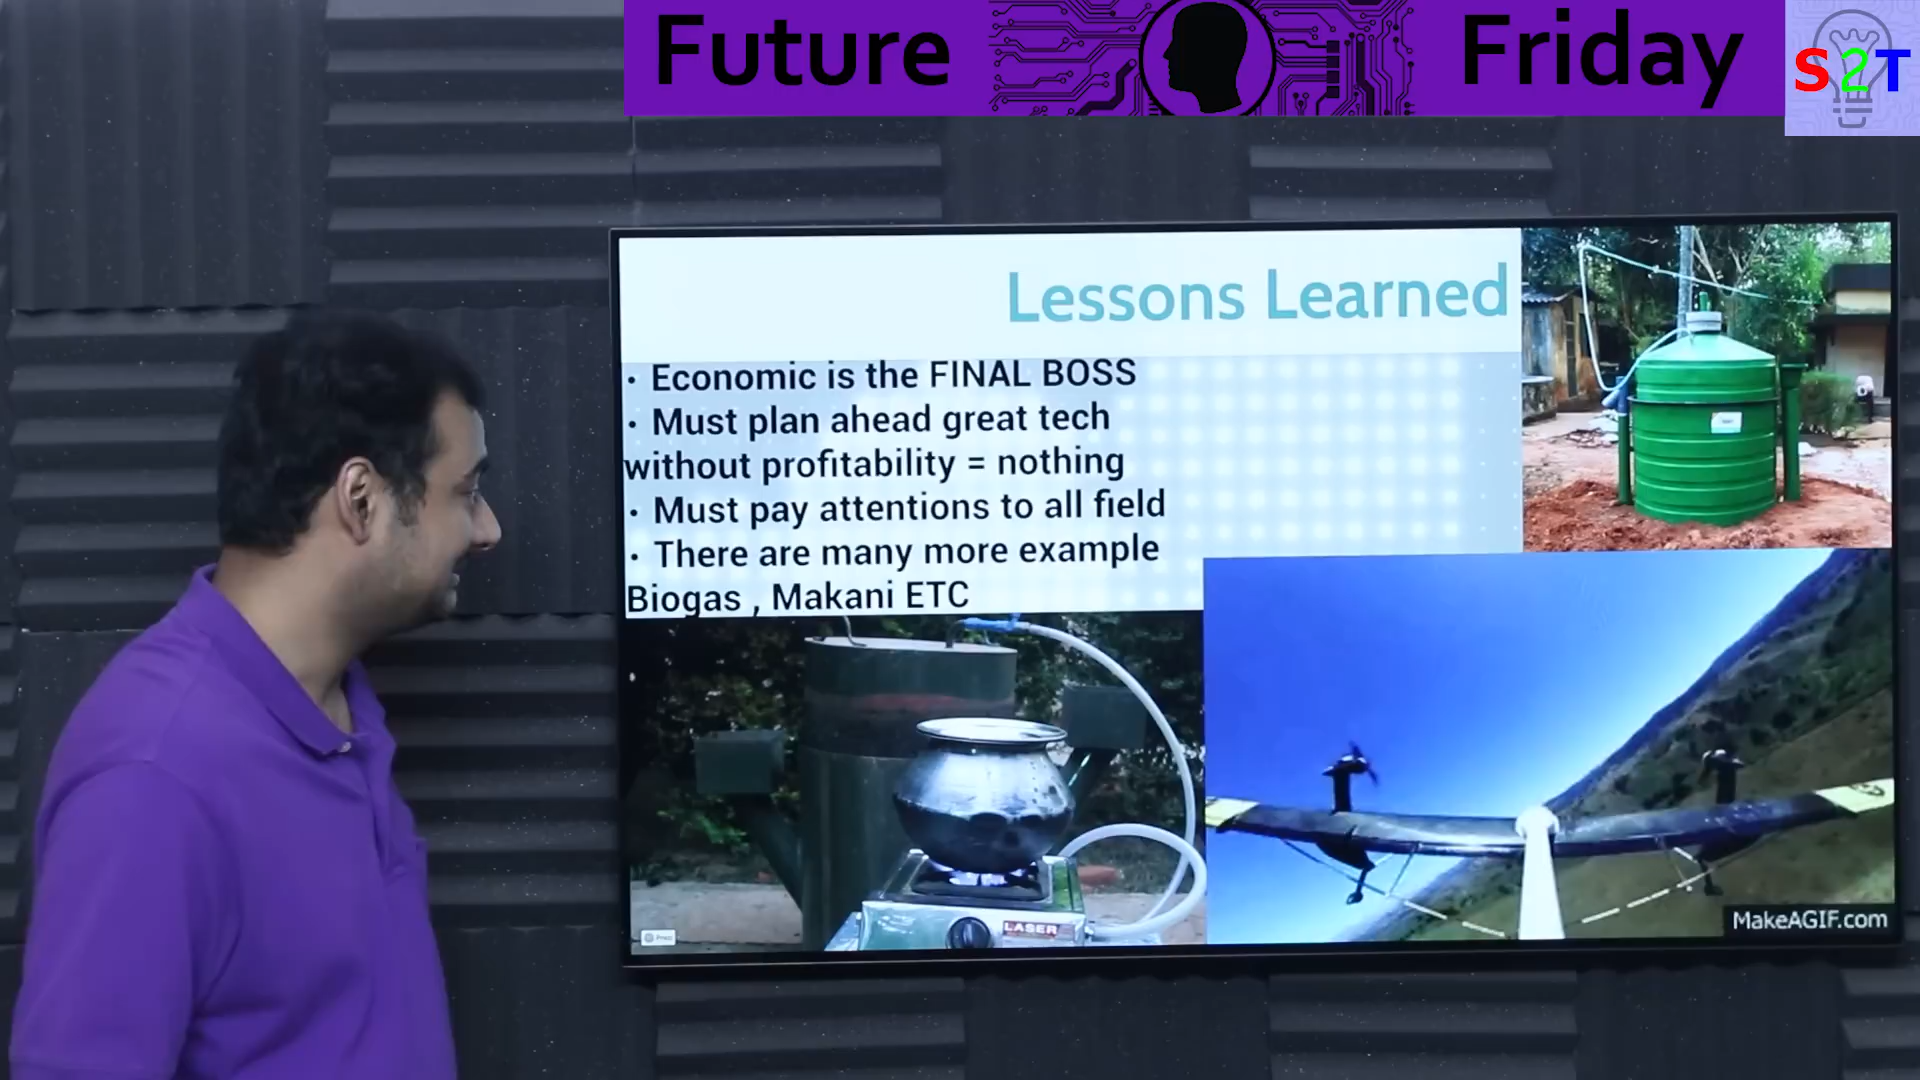 Future Friday
S2T
Lessons Learned
• Economic is the FINAL BOSS
• Must plan ahead great tech
without profitability = nothing
• Must pay attentions to all field
• There are many more example
Biogas , Makani ETC
LASER
MakeAGIF.com